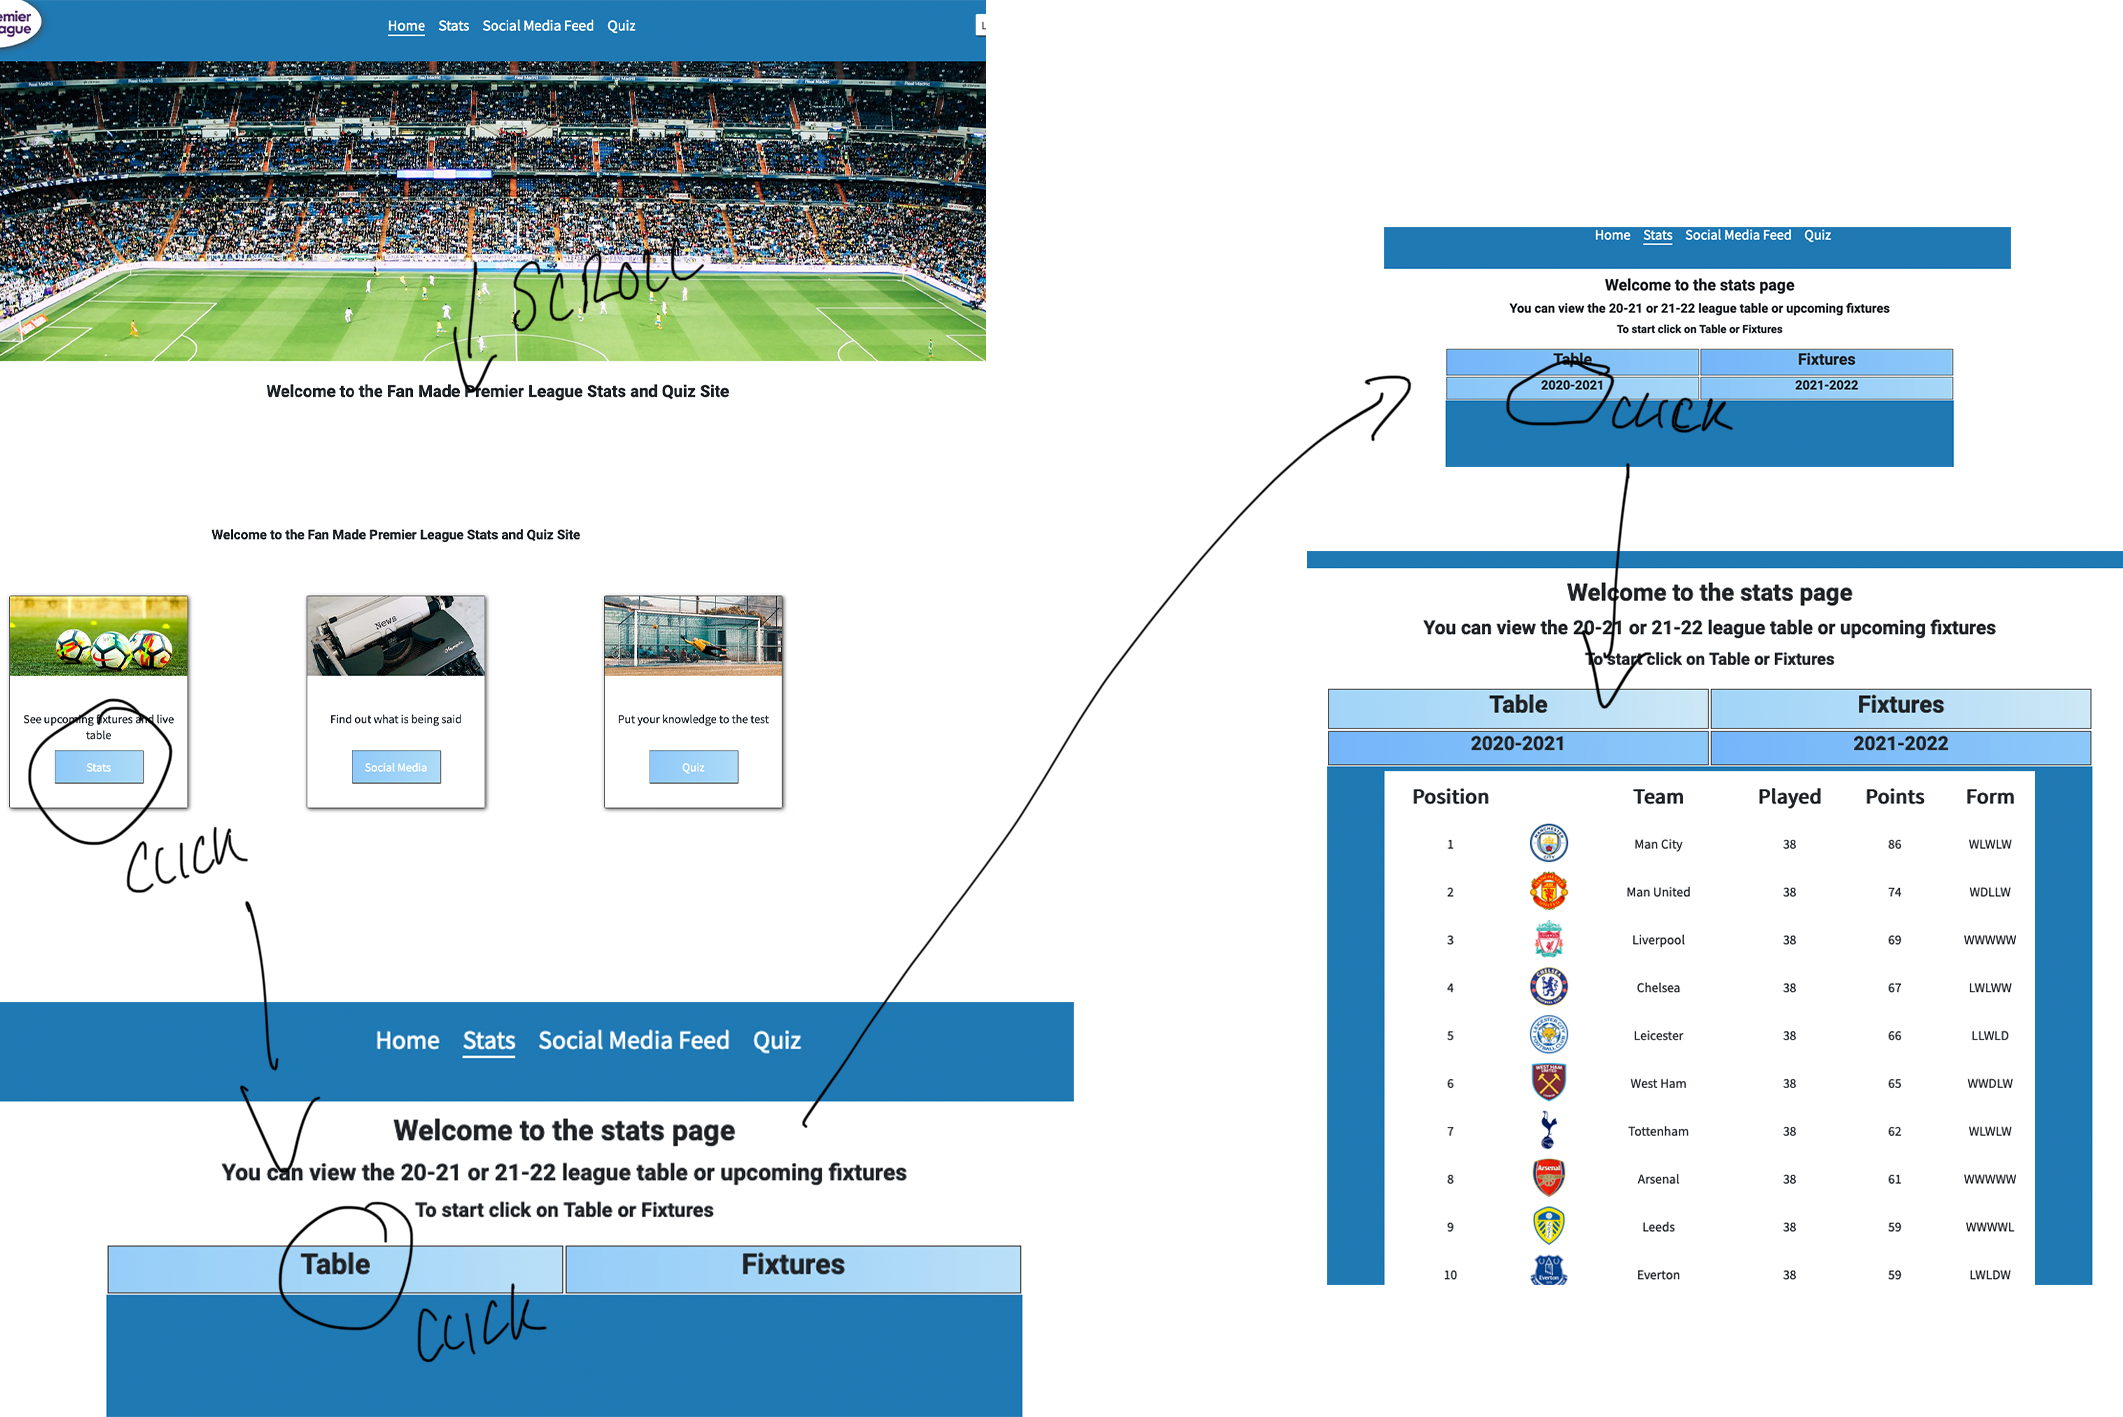 emier
ague
Home Stats Social Media Feed Quiz
L
SCROLL
Welcome to the Fan Made Premier League Stats and Quiz Site
Welcome to the Fan Made Premier League Stats and Quiz Site
News
See upcoming fixtures and live
table
Stats
Find out what is being said
Social Media
Put your knowledge to the test
Quiz
CLICK
Home Stats Social Media Feed Quiz
Welcome to the stats page
You can view the 20-21 or 21-22 league table or upcoming fixtures
To start click on Table or Fixtures
Table Fixtures
CLICK
Home Stats Social Media Feed Quiz
Welcome to the stats page
You can view the 20-21 or 21-22 league table or upcoming fixtures
To start click on Table or Fixtures
Table Fixtures
2020-2021 2021-2022
CLICK
Welcome to the stats page
You can view the 20-21 or 21-22 league table or upcoming fixtures
To start click on Table or Fixtures
Table Fixtures
2020-2021 2021-2022
Position Team Played Points Form
1 Man City 38 86 WLWLW
2 Man United 38 74 WDLLW
3 Liverpool 38 69 WWWWW
4 Chelsea 38 67 LWLWW
5 Leicester 38 66 LLWLD
6 West Ham 38 65 WWDLW
7 Tottenham 38 62 WLWLW
8 Arsenal 38 61 WWWWW
9 Leeds 38 59 WWWWL
10 Everton 38 59 LWLDW